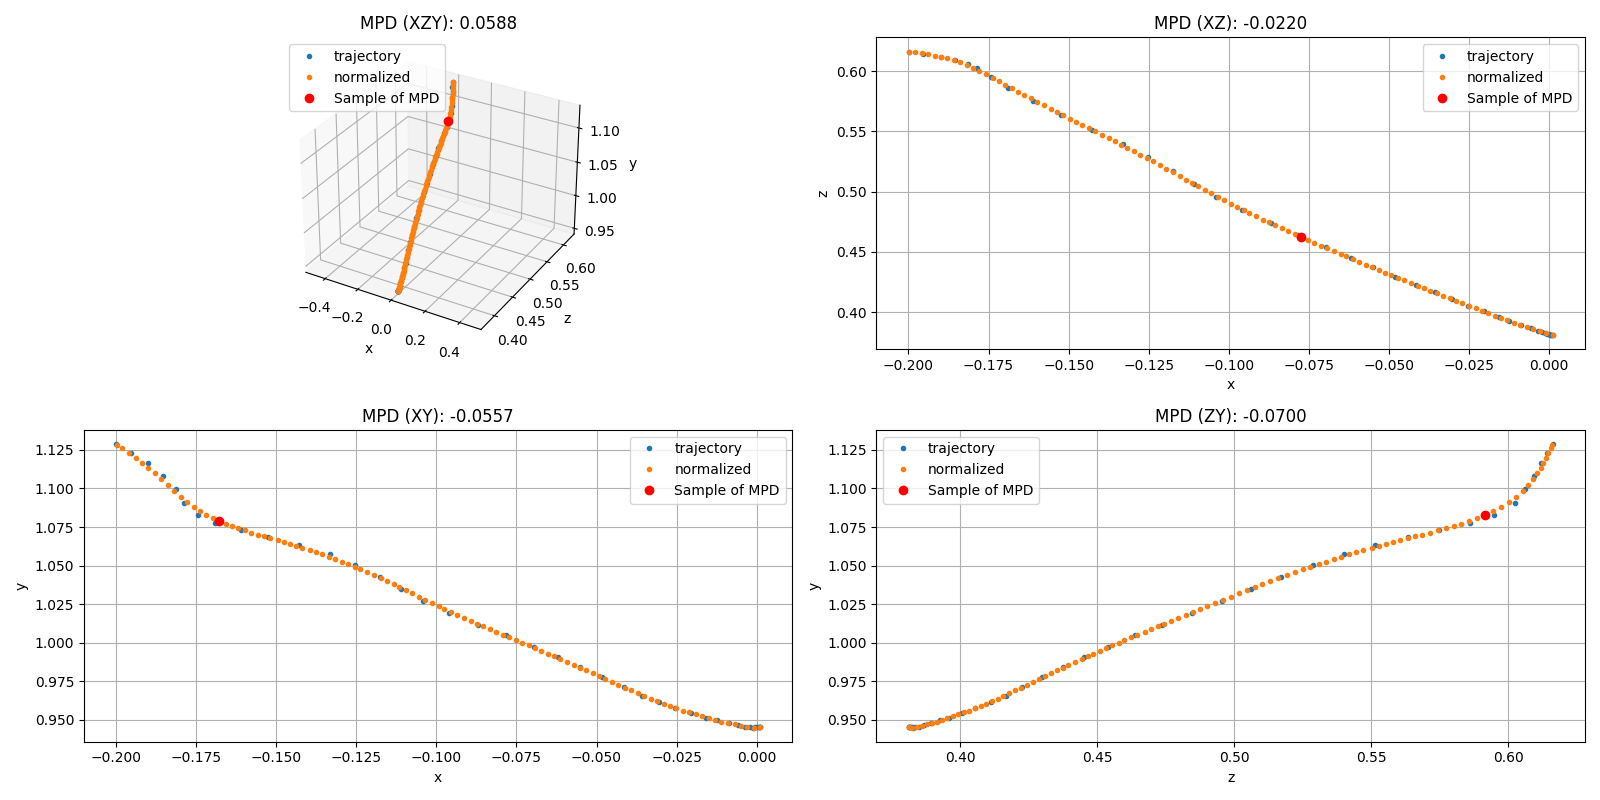 MPD (XZY): 0.0588
trajectory
normalized
Sample of MPD
1.10
1.05
1.00
0.95
y
0.60
0.55
0.50
0.45
0.40
z
−0.4
−0.2
0.0
0.2
0.4
x
MPD (XZ): -0.0220
trajectory
normalized
Sample of MPD
0.60
0.55
0.50
0.45
0.40
z
−0.200 −0.175 −0.150 −0.125 −0.100 −0.075 −0.050 −0.025 0.000
x
MPD (XY): -0.0557
trajectory
normalized
Sample of MPD
1.125
1.100
1.075
1.050
1.025
1.000
0.975
0.950
y
−0.200 −0.175 −0.150 −0.125 −0.100 −0.075 −0.050 −0.025 0.000
x
MPD (ZY): -0.0700
trajectory
normalized
Sample of MPD
1.125
1.100
1.075
1.050
1.025
1.000
0.975
0.950
y
0.40 0.45 0.50 0.55 0.60
z